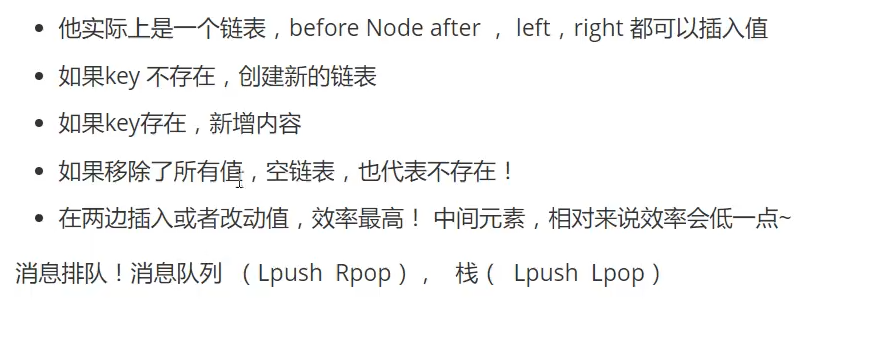 他实际上是一个链表，before Node after ， left，right 都可以插入值
如果key 不存在，创建新的链表
如果key存在，新增内容
如果移除了所有值，空链表，也代表不存在！
在两边插入或者改动值，效率最高！ 中间元素，相对来说效率会低一点~
消息排队！消息队列 （Lpush Rpop）， 栈（ Lpush Lpop）